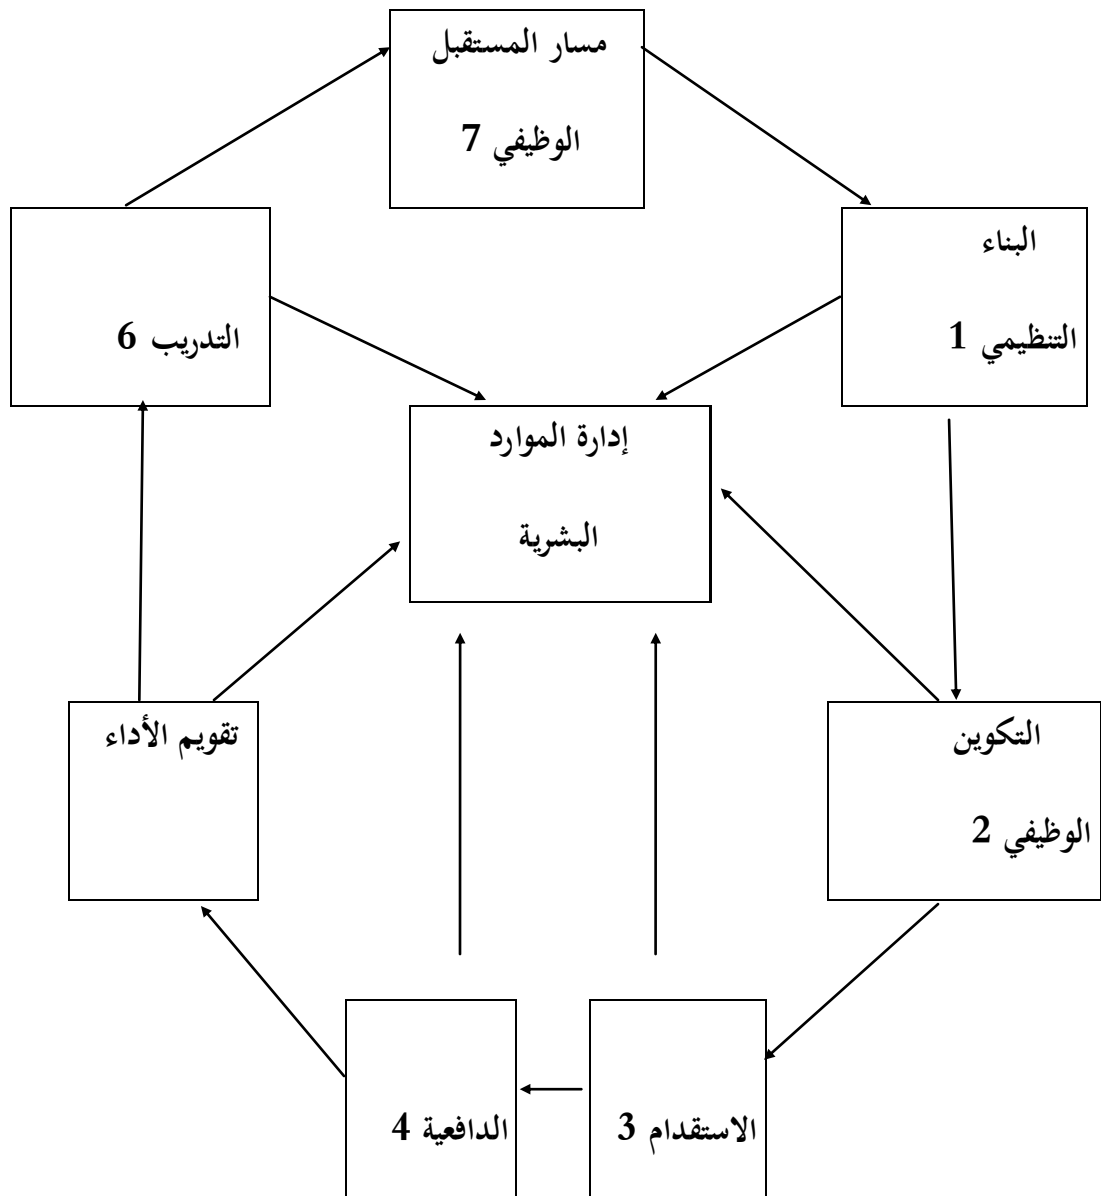 مسار المستقبل
الوظيفي 7
البناء
التنظيمي 1
التدريب 6
إدارة الموارد
البشرية
تقويم الأداء
التكوين
الوظيفي 2
الدافعية 4
الاستقدام 3